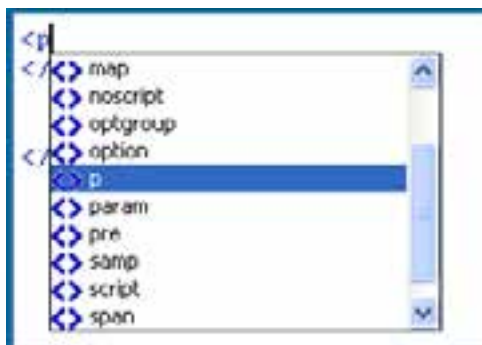 <p
</
<> map
<> noscript
<> optgroup
<> option
</
<> p
<> param
<> pre
<> samp
<> script
<> span